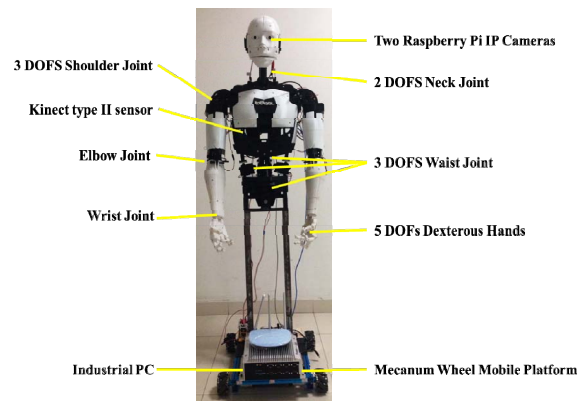 Two Raspberry Pi IP Cameras
3 DOFS Shoulder Joint
2 DOFS Neck Joint
Kinect type II sensor
Elbow Joint
3 DOFS Waist Joint
Wrist Joint
5 DOFs Dexterous Hands
Industrial PC
Mecanum Wheel Mobile Platform